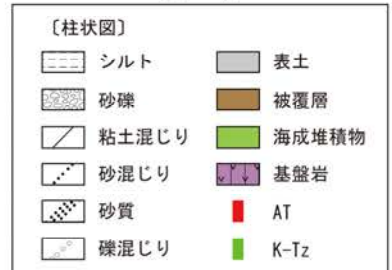 〔柱状図〕
シルト 表土
砂礫 被覆層
粘土混じり 海成堆積物
砂混じり 基盤岩
砂質 AT
礫混じり K-Tz